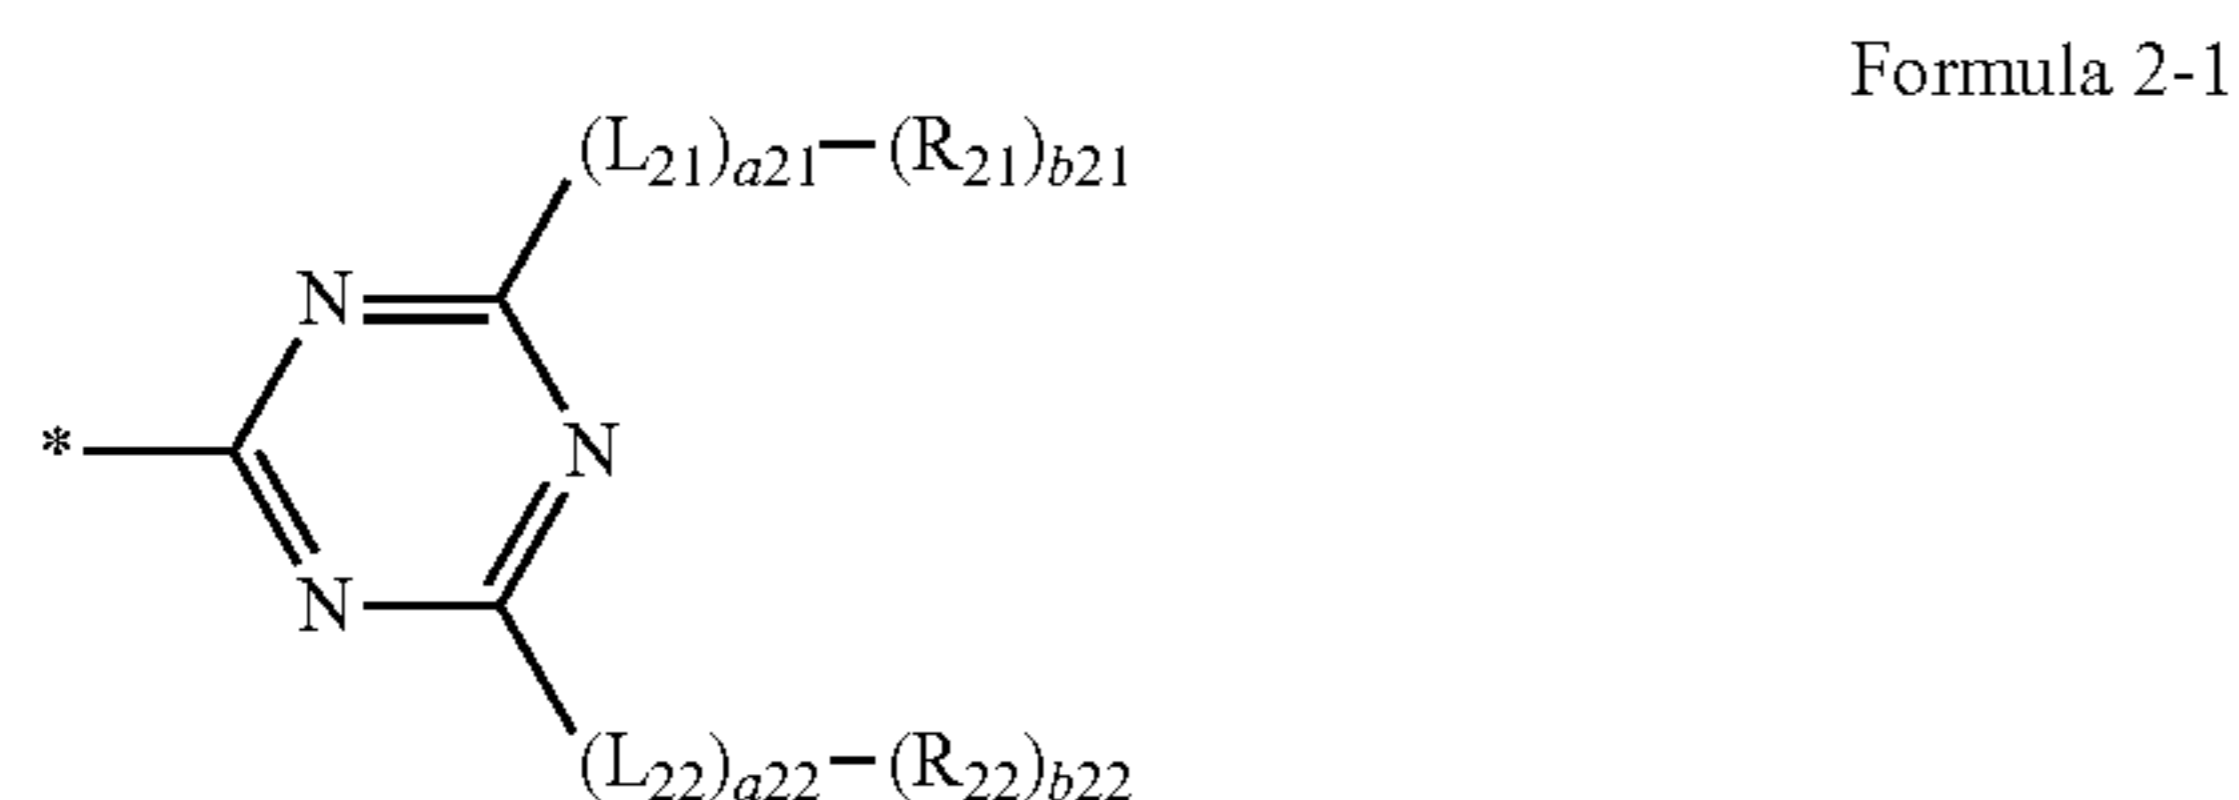 Formula 2-1
(L21)a21—(R21)b21
N
N
*
N
(L22)a22—(R22)b22